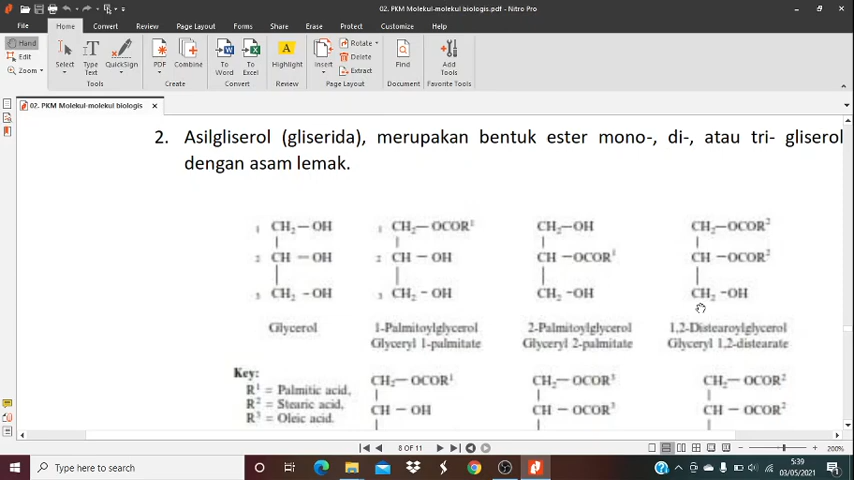 02. PKM Molekul-molekul biologis.pdf - Nitro Pro
File Home Convert Review Page Layout Forms Share Erase Protect Customize Help
Hand
Edit
Zoom
Select
Type Text
QuickSign
Tools
PDF
Combine
Create
To Word
To Excel
Convert
Highlight
Review
Insert
Rotate
Delete
Extract
Page Layout
Find
Document
Add Tools
Favorite Tools
02. PKM Molekul-molekul biologis
2. Asilgliserol (gliserida), merupakan bentuk ester mono-, di-, atau tri- gliserol
dengan asam lemak.
1 CH₂—OH 1 CH₂—OCOR¹ CH₂—OH CH₂—OCOR²
2 CH —OH 2 CH — OH CH —OCOR¹ CH —OCOR²
3 CH₂ -OH 3 CH₂ - OH CH₂ -OH CH₂ -OH
Glycerol 1-Palmitoylglycerol 2-Palmitoylglycerol 1,2-Distearoylglycerol
Glyceryl 1-palmitate Glyceryl 2-palmitate Glyceryl 1,2-distearate
Key:
R¹ = Palmitic acid,
R² = Stearic acid,
R³ = Oleic acid.
CH₂— OCOR¹ CH₂— OCOR³ CH₂— OCOR²
CH — OH CH — OCOR³ CH — OCOR²
8 OF 11
200%
Type here to search
5:39
03/05/2021